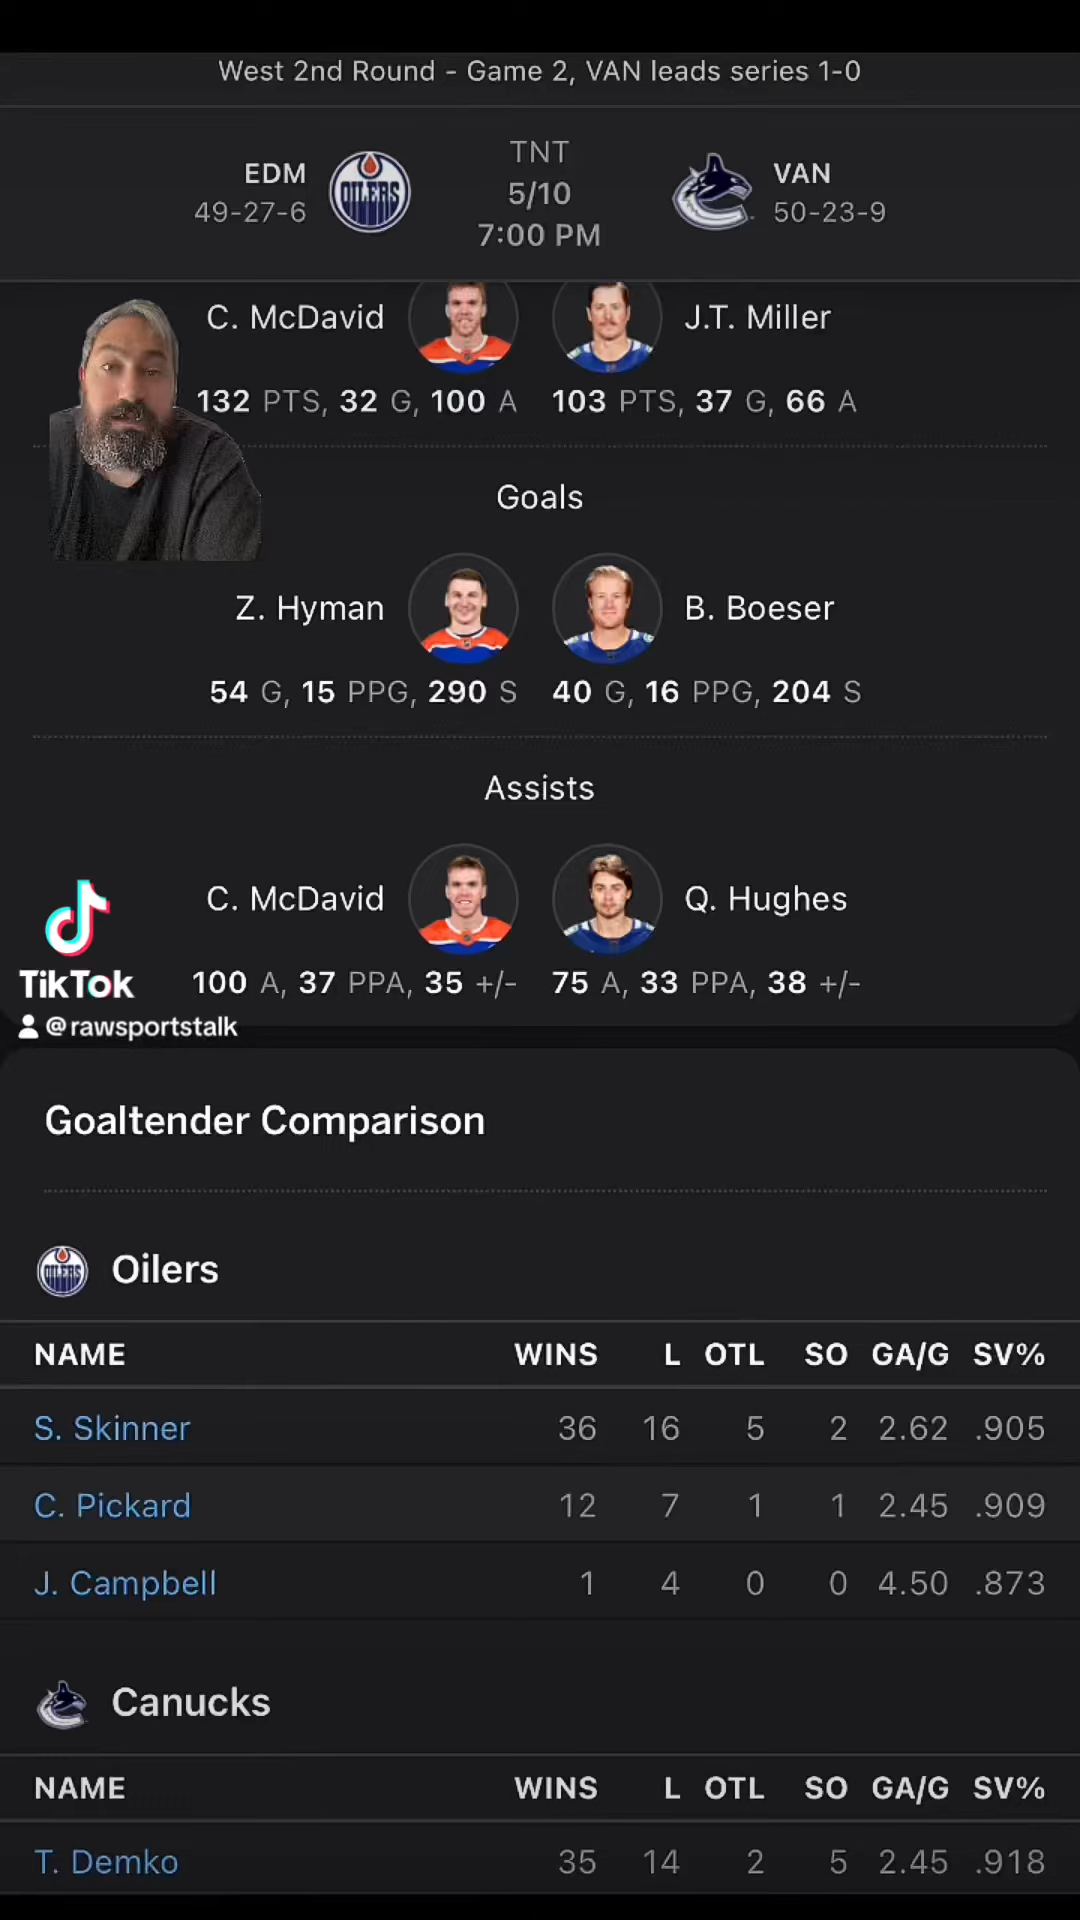 West 2nd Round - Game 2, VAN leads series 1-0
TNT
EDM OILERS 5/10 VAN
49-27-6 7:00 PM 50-23-9
C. McDavid J.T. Miller
132 PTS, 32 G, 100 A 103 PTS, 37 G, 66 A
Goals
Z. Hyman B. Boeser
54 G, 15 PPG, 290 S 40 G, 16 PPG, 204 S
Assists
C. McDavid Q. Hughes
TikTok 100 A, 37 PPA, 35 +/- 75 A, 33 PPA, 38 +/-
@rawsportstalk
Goaltender Comparison
OILERS Oilers
NAME WINS L OTL SO GA/G SV%
S. Skinner 36 16 5 2 2.62 .905
C. Pickard 12 7 1 1 2.45 .909
J. Campbell 1 4 0 0 4.50 .873
Canucks
NAME WINS L OTL SO GA/G SV%
T. Demko 35 14 2 5 2.45 .918